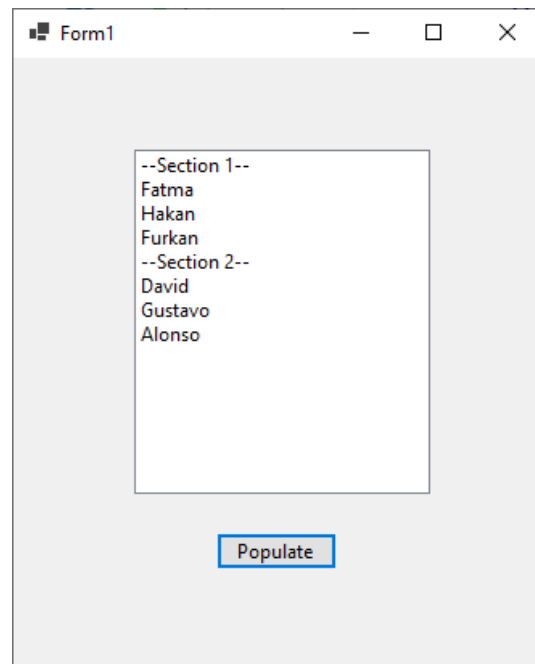 Form1
--Section 1--
Fatma
Hakan
Furkan
--Section 2--
David
Gustavo
Alonso
Populate